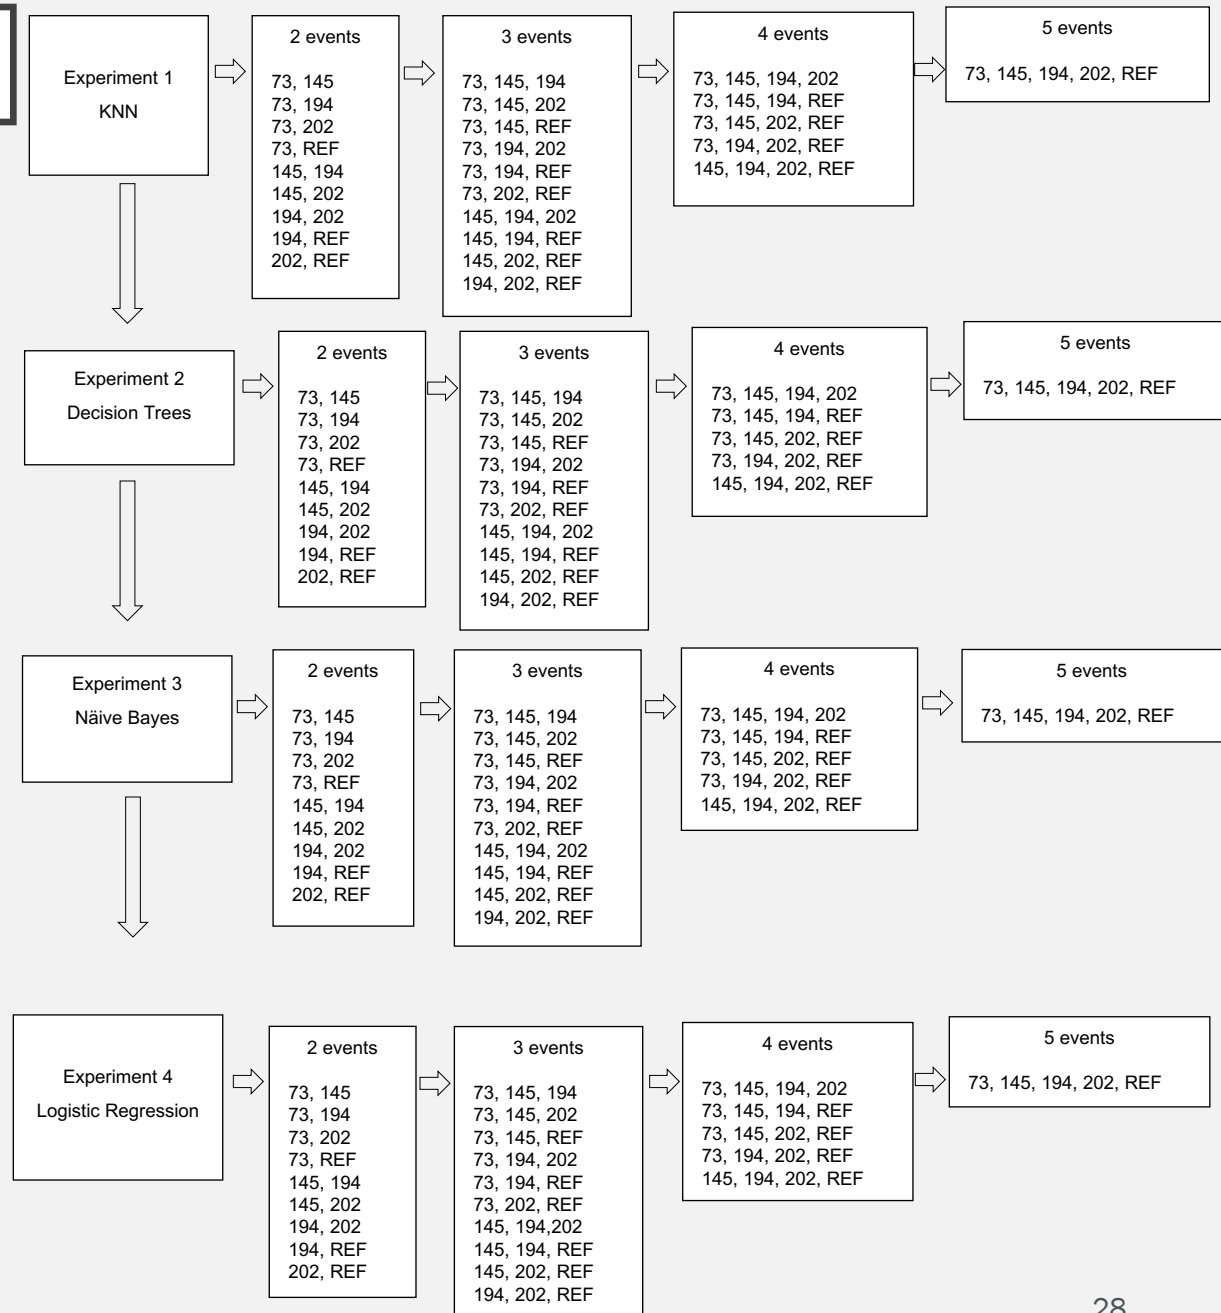 Experiment 1
KNN
2 events
73, 145
73, 194
73, 202
73, REF
145, 194
145, 202
194, 202
194, REF
202, REF
3 events
73, 145, 194
73, 145, 202
73, 145, REF
73, 194, 202
73, 194, REF
73, 202, REF
145, 194, 202
145, 194, REF
145, 202, REF
194, 202, REF
4 events
73, 145, 194, 202
73, 145, 194, REF
73, 145, 202, REF
73, 194, 202, REF
145, 194, 202, REF
5 events
73, 145, 194, 202, REF
Experiment 2
Decision Trees
2 events
73, 145
73, 194
73, 202
73, REF
145, 194
145, 202
194, 202
194, REF
202, REF
3 events
73, 145, 194
73, 145, 202
73, 145, REF
73, 194, 202
73, 194, REF
73, 202, REF
145, 194, 202
145, 194, REF
145, 202, REF
194, 202, REF
4 events
73, 145, 194, 202
73, 145, 194, REF
73, 145, 202, REF
73, 194, 202, REF
145, 194, 202, REF
5 events
73, 145, 194, 202, REF
Experiment 3
Näive Bayes
2 events
73, 145
73, 194
73, 202
73, REF
145, 194
145, 202
194, 202
194, REF
202, REF
3 events
73, 145, 194
73, 145, 202
73, 145, REF
73, 194, 202
73, 194, REF
73, 202, REF
145, 194, 202
145, 194, REF
145, 202, REF
194, 202, REF
4 events
73, 145, 194, 202
73, 145, 194, REF
73, 145, 202, REF
73, 194, 202, REF
145, 194, 202, REF
5 events
73, 145, 194, 202, REF
Experiment 4
Logistic Regression
2 events
73, 145
73, 194
73, 202
73, REF
145, 194
145, 202
194, 202
194, REF
202, REF
3 events
73, 145, 194
73, 145, 202
73, 145, REF
73, 194, 202
73, 194, REF
73, 202, REF
145, 194,202
145, 194, REF
145, 202, REF
194, 202, REF
4 events
73, 145, 194, 202
73, 145, 194, REF
73, 145, 202, REF
73, 194, 202, REF
145, 194, 202, REF
5 events
73, 145, 194, 202, REF
28